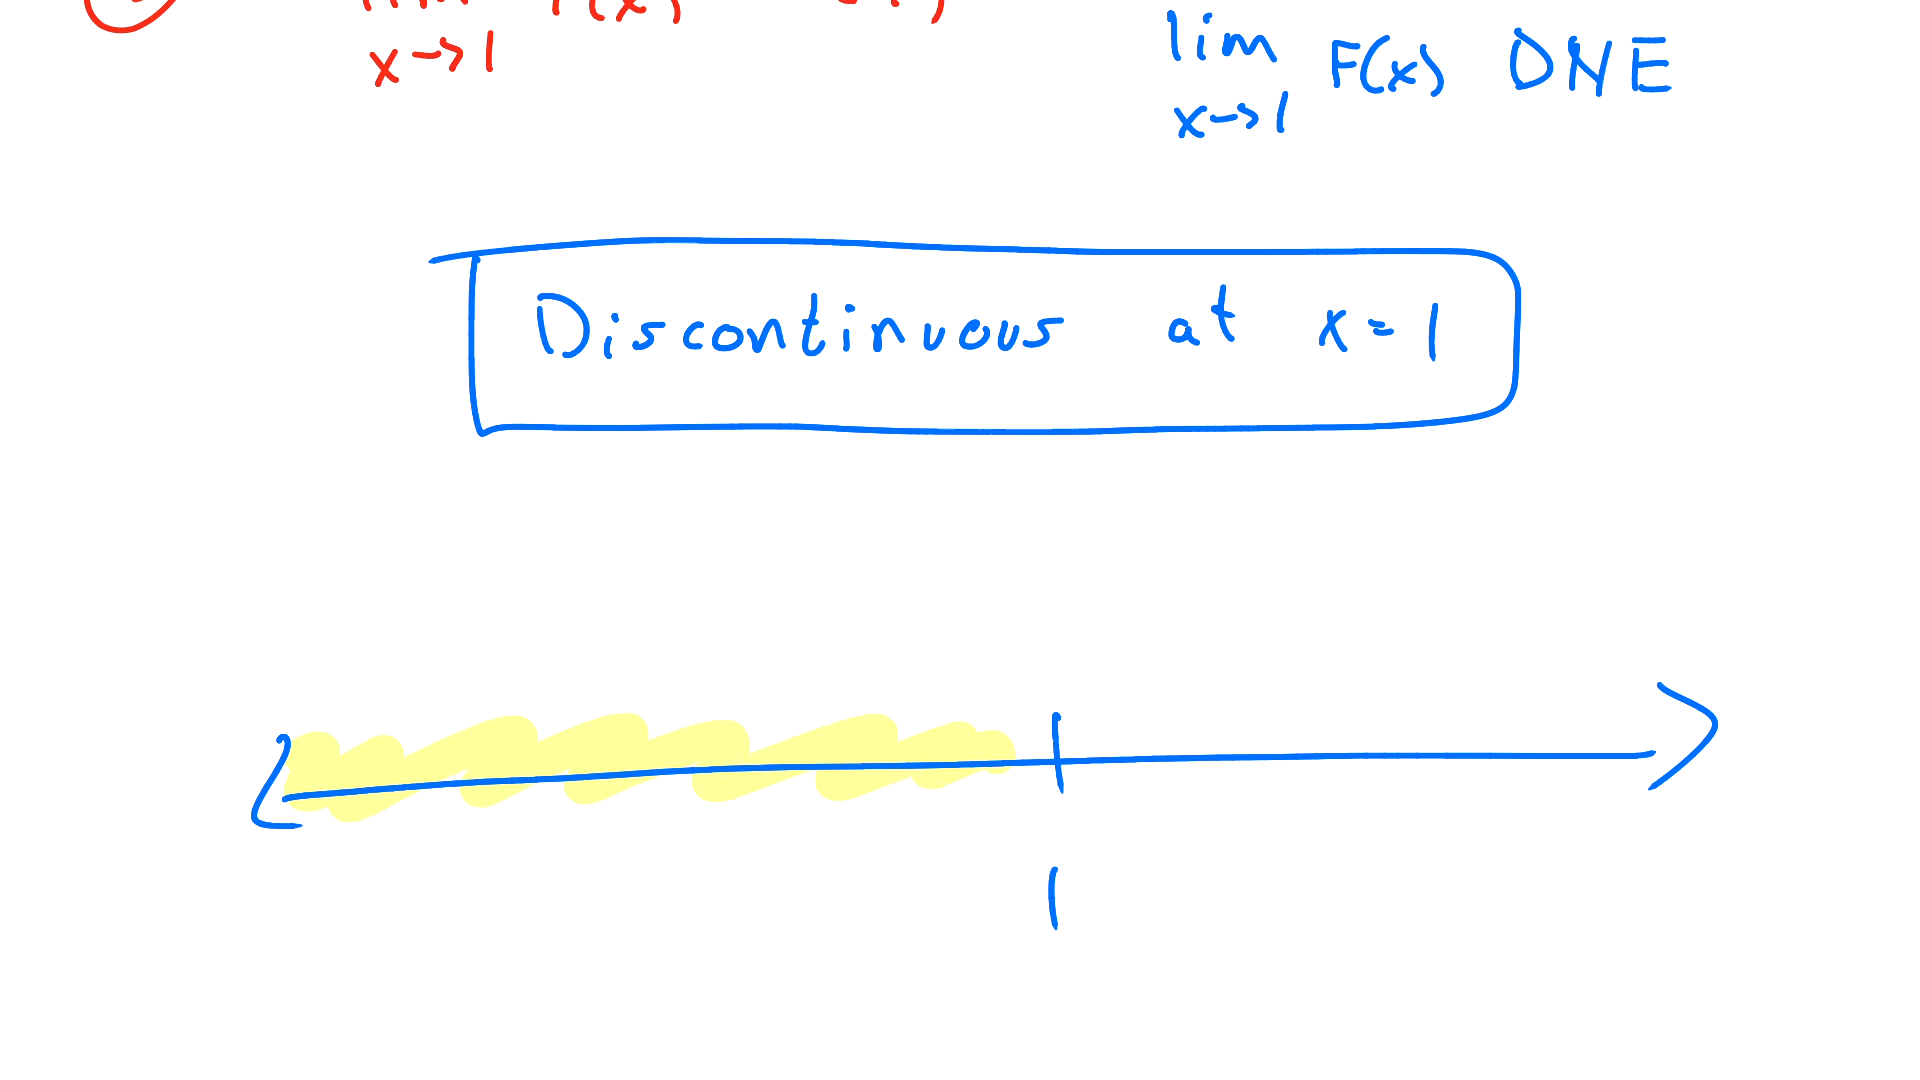 x→1
lim F(x) DNE
x→1
Discontinuous at x=1
1